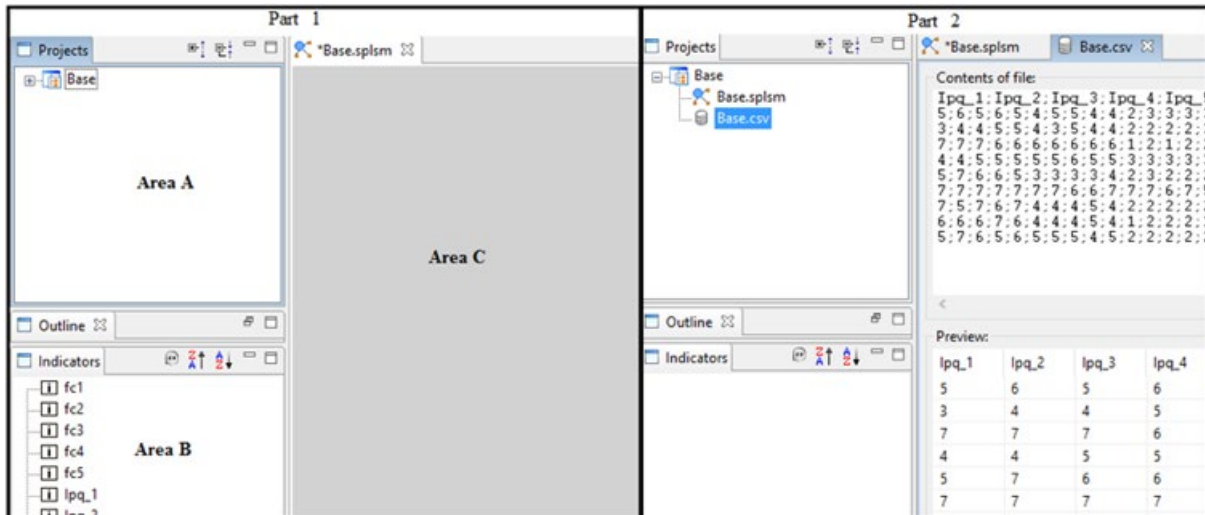 Part 1
Projects
Base
Area A
Outline
Indicators
fc1
fc2
fc3
fc4
fc5
Ipq_1
Area B
*Base.splsm
Area C
Part 2
Projects
Base
Base.splsm
Base.csv
Outline
Indicators
*Base.splsm
Base.csv
Contents of file:
Ipq_1;Ipq_2;Ipq_3;Ipq_4;Ipq_
5;6;5;6;5;4;5;5;4;4;2;3;3;3;
3;4;4;5;5;4;3;5;4;4;2;2;2;2;
7;7;7;6;6;6;6;6;6;6;1;2;1;2;
4;4;5;5;5;5;5;6;5;5;3;3;3;3;
5;7;6;6;5;3;3;3;3;4;2;3;2;2;
7;7;7;7;7;7;7;6;6;7;7;7;6;7;
7;5;7;6;7;4;4;4;5;4;2;2;2;2;
6;6;6;7;6;4;4;4;5;4;1;2;2;2;
5;7;6;5;6;5;5;5;4;5;2;2;2;2;
Preview:
Ipq_1 Ipq_2 Ipq_3 Ipq_4
5 6 5 6
3 4 4 5
7 7 7 6
4 4 5 5
5 7 6 6
7 7 7 7